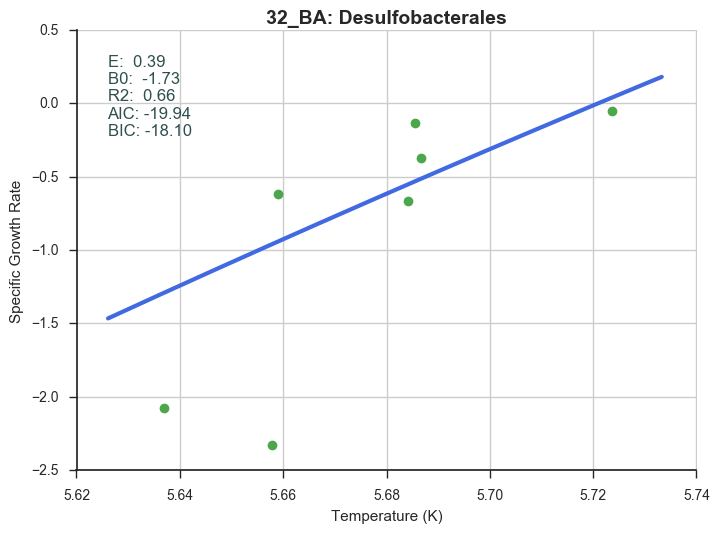 32_BA: Desulfobacterales
E:  0.39
B0:  -1.73
R2:  0.66
AIC: -19.94
BIC: -18.10
Specific Growth Rate
0.5
0.0
−0.5
−1.0
−1.5
−2.0
−2.5
5.62 5.64 5.66 5.68 5.70 5.72 5.74
Temperature (K)